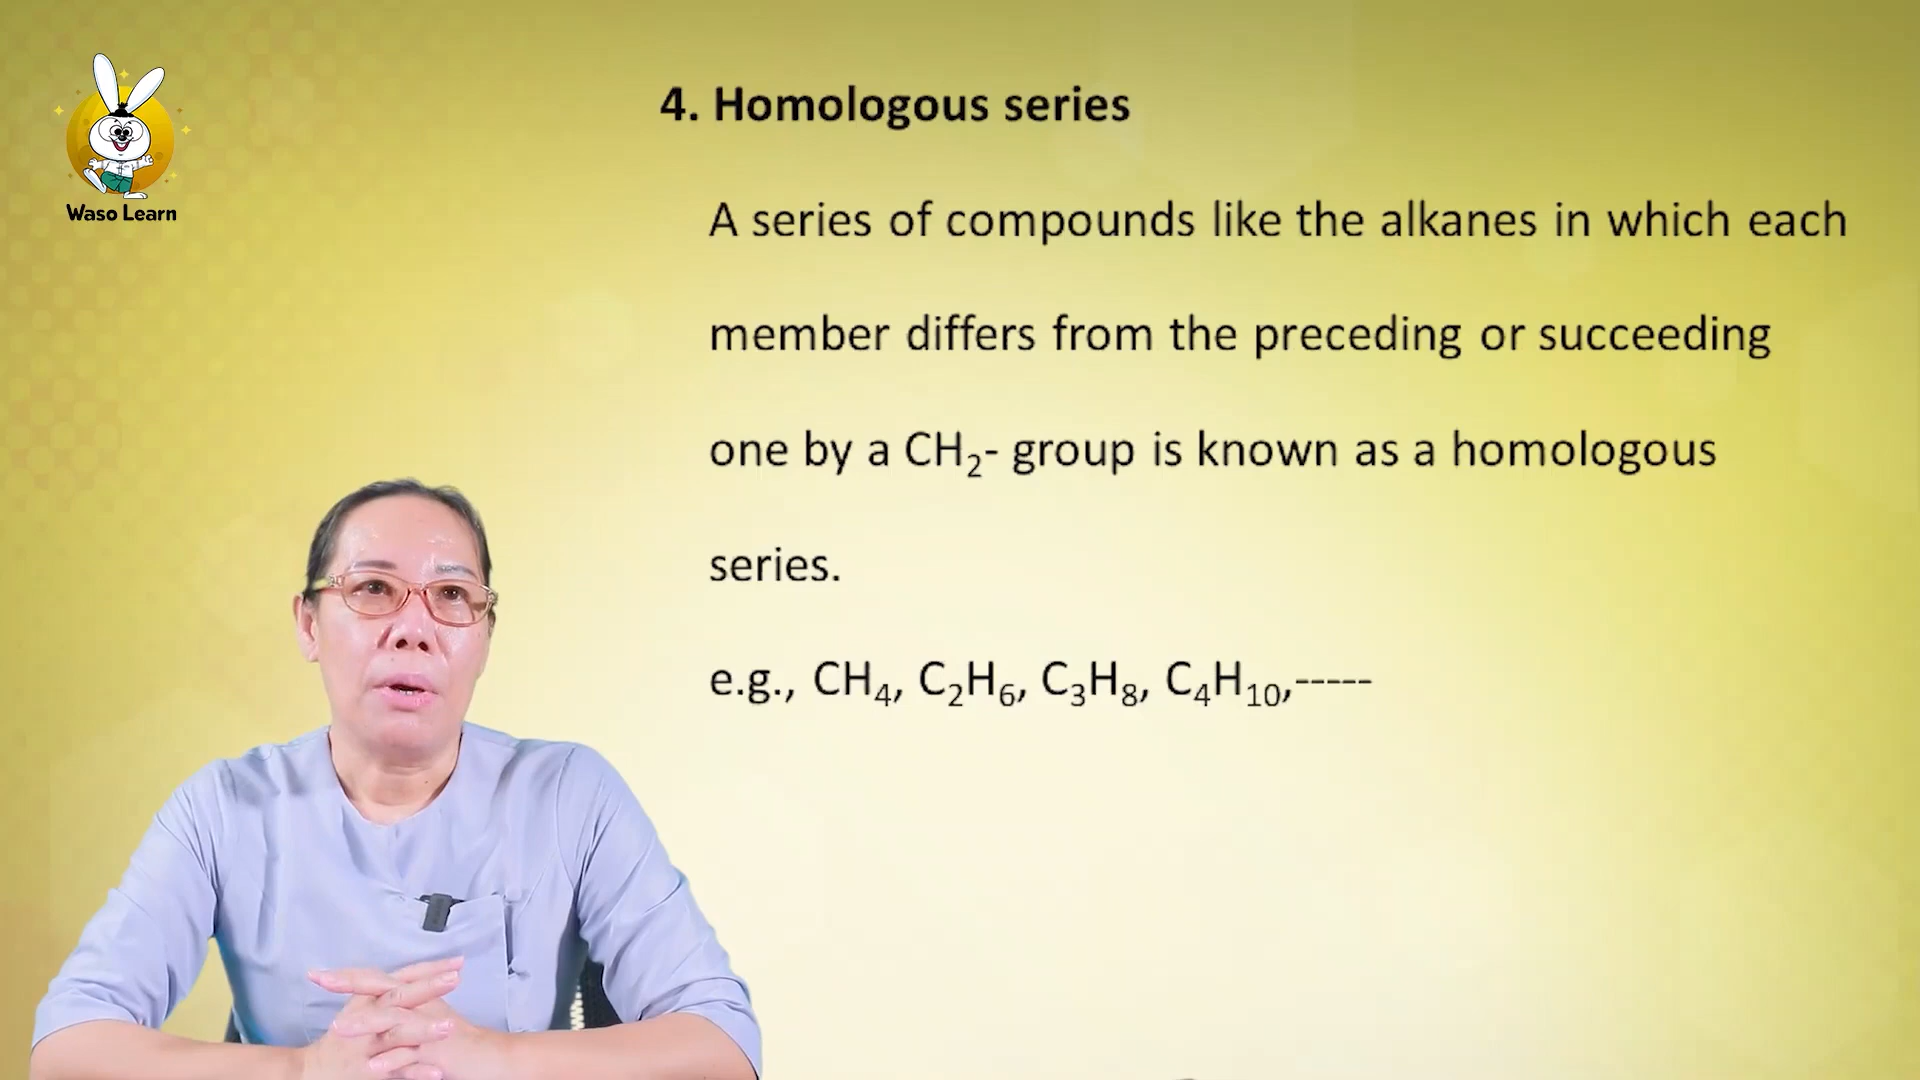 Waso Learn
4. Homologous series
A series of compounds like the alkanes in which each
member differs from the preceding or succeeding
one by a CH₂- group is known as a homologous
series.
e.g., CH₄, C₂H₆, C₃H₈, C₄H₁₀,-----